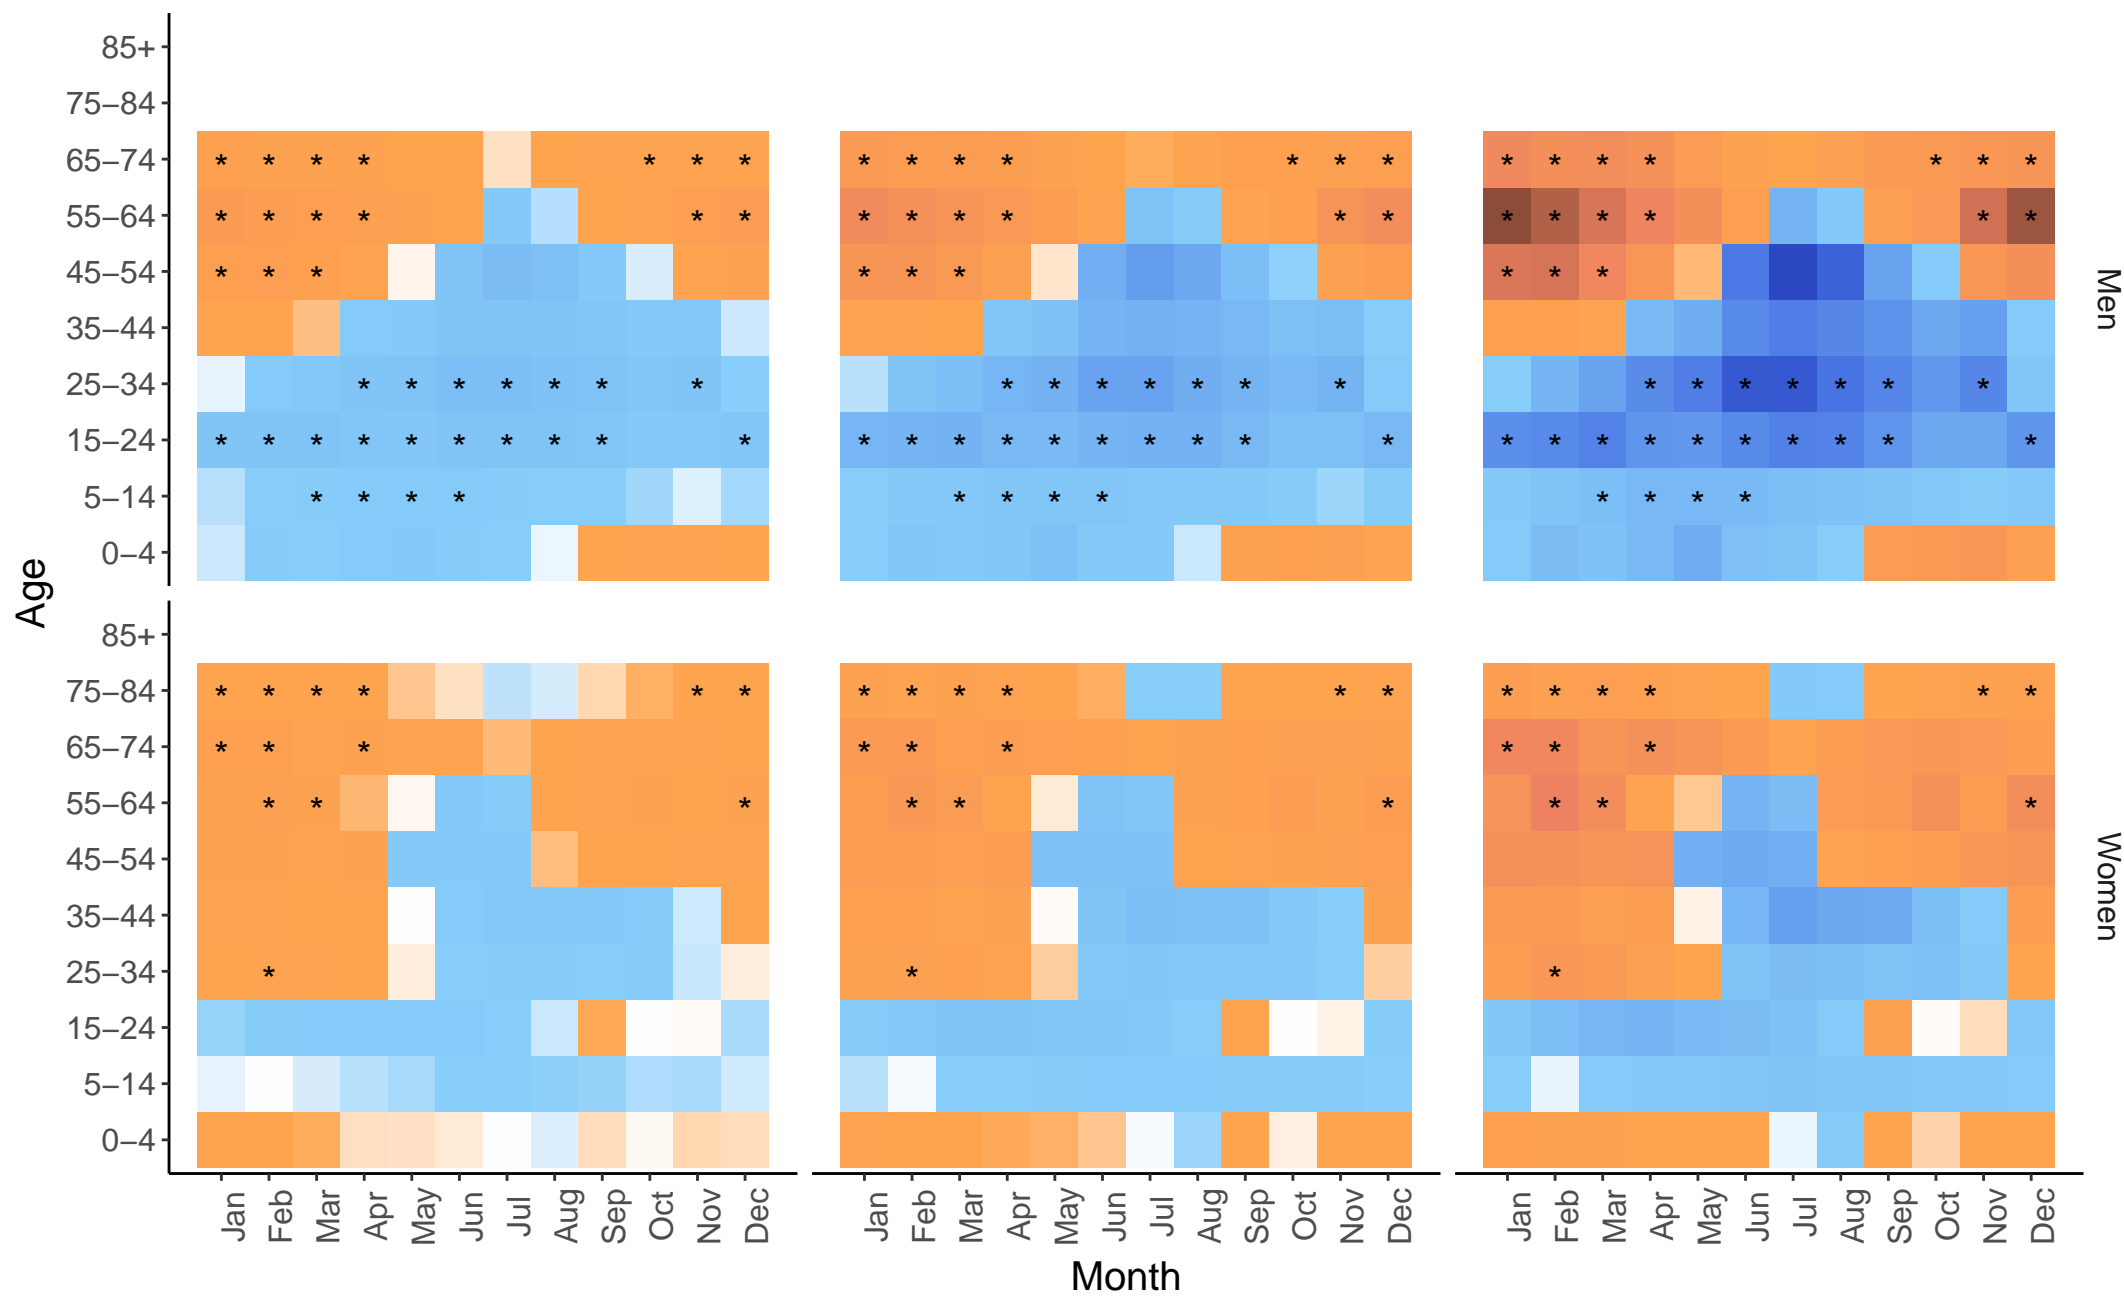 85+
75–84
65–74
* * * * * * *
* * * * * * *
* * * * * * *
55–64
* * * * * *
* * * * * *
* * * * * *
45–54
* * *
* * *
* * *
Men
35–44
25–34
* * * * * * *
* * * * * * *
* * * * * * *
15–24
* * * * * * * * * *
* * * * * * * * * *
* * * * * * * * * *
5–14
* * * *
* * * *
* * * *
0–4
Age
85+
75–84
* * * * * *
* * * * * *
* * * * * *
65–74
* * *
* * *
* * *
55–64
* * *
* * *
* * *
45–54
Women
35–44
25–34
*
*
*
15–24
5–14
0–4
Jan Feb Mar Apr May Jun Jul Aug Sep Oct Nov Dec
Jan Feb Mar Apr May Jun Jul Aug Sep Oct Nov Dec
Jan Feb Mar Apr May Jun Jul Aug Sep Oct Nov Dec
Month